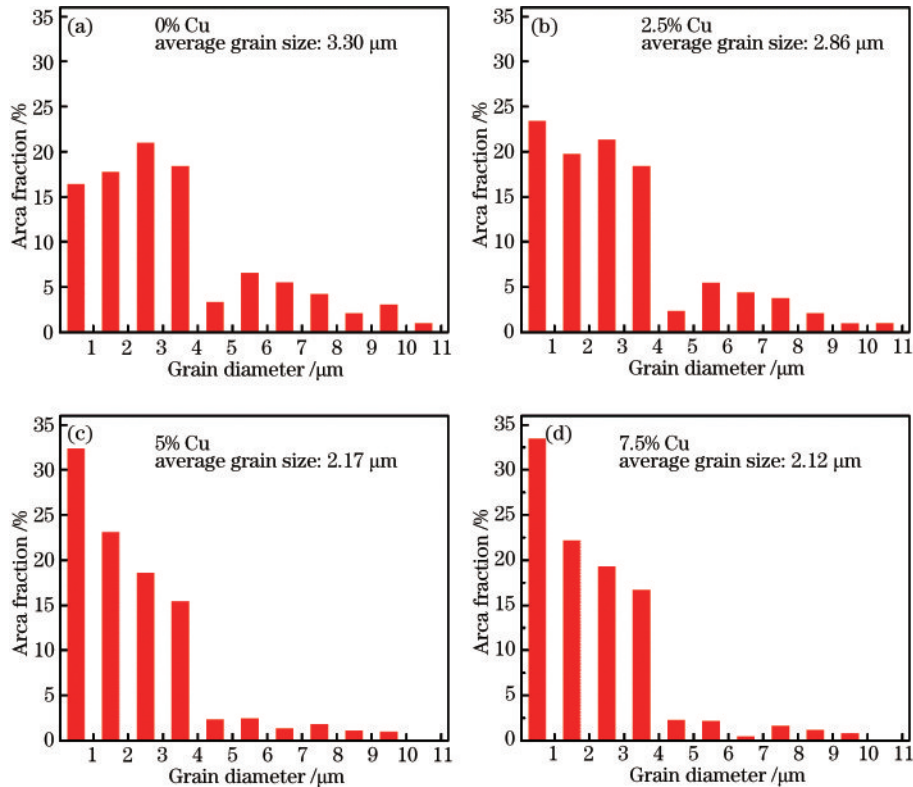 (a)
0% Cu
average grain size: 3.30 μm
35
30
25
20
15
10
5
0
Arca fraction /%
1 2 3 4 5 6 7 8 9 10 11
Grain diameter /μm
(b)
2.5% Cu
average grain size: 2.86 μm
35
30
25
20
15
10
5
0
Arca fraction /%
1 2 3 4 5 6 7 8 9 10 11
Grain diameter /μm
(c)
5% Cu
average grain size: 2.17 μm
35
30
25
20
15
10
5
0
Arca fraction /%
1 2 3 4 5 6 7 8 9 10 11
Grain diameter /μm
(d)
7.5% Cu
average grain size: 2.12 μm
35
30
25
20
15
10
5
0
Arca fraction /%
1 2 3 4 5 6 7 8 9 10 11
Grain diameter /μm